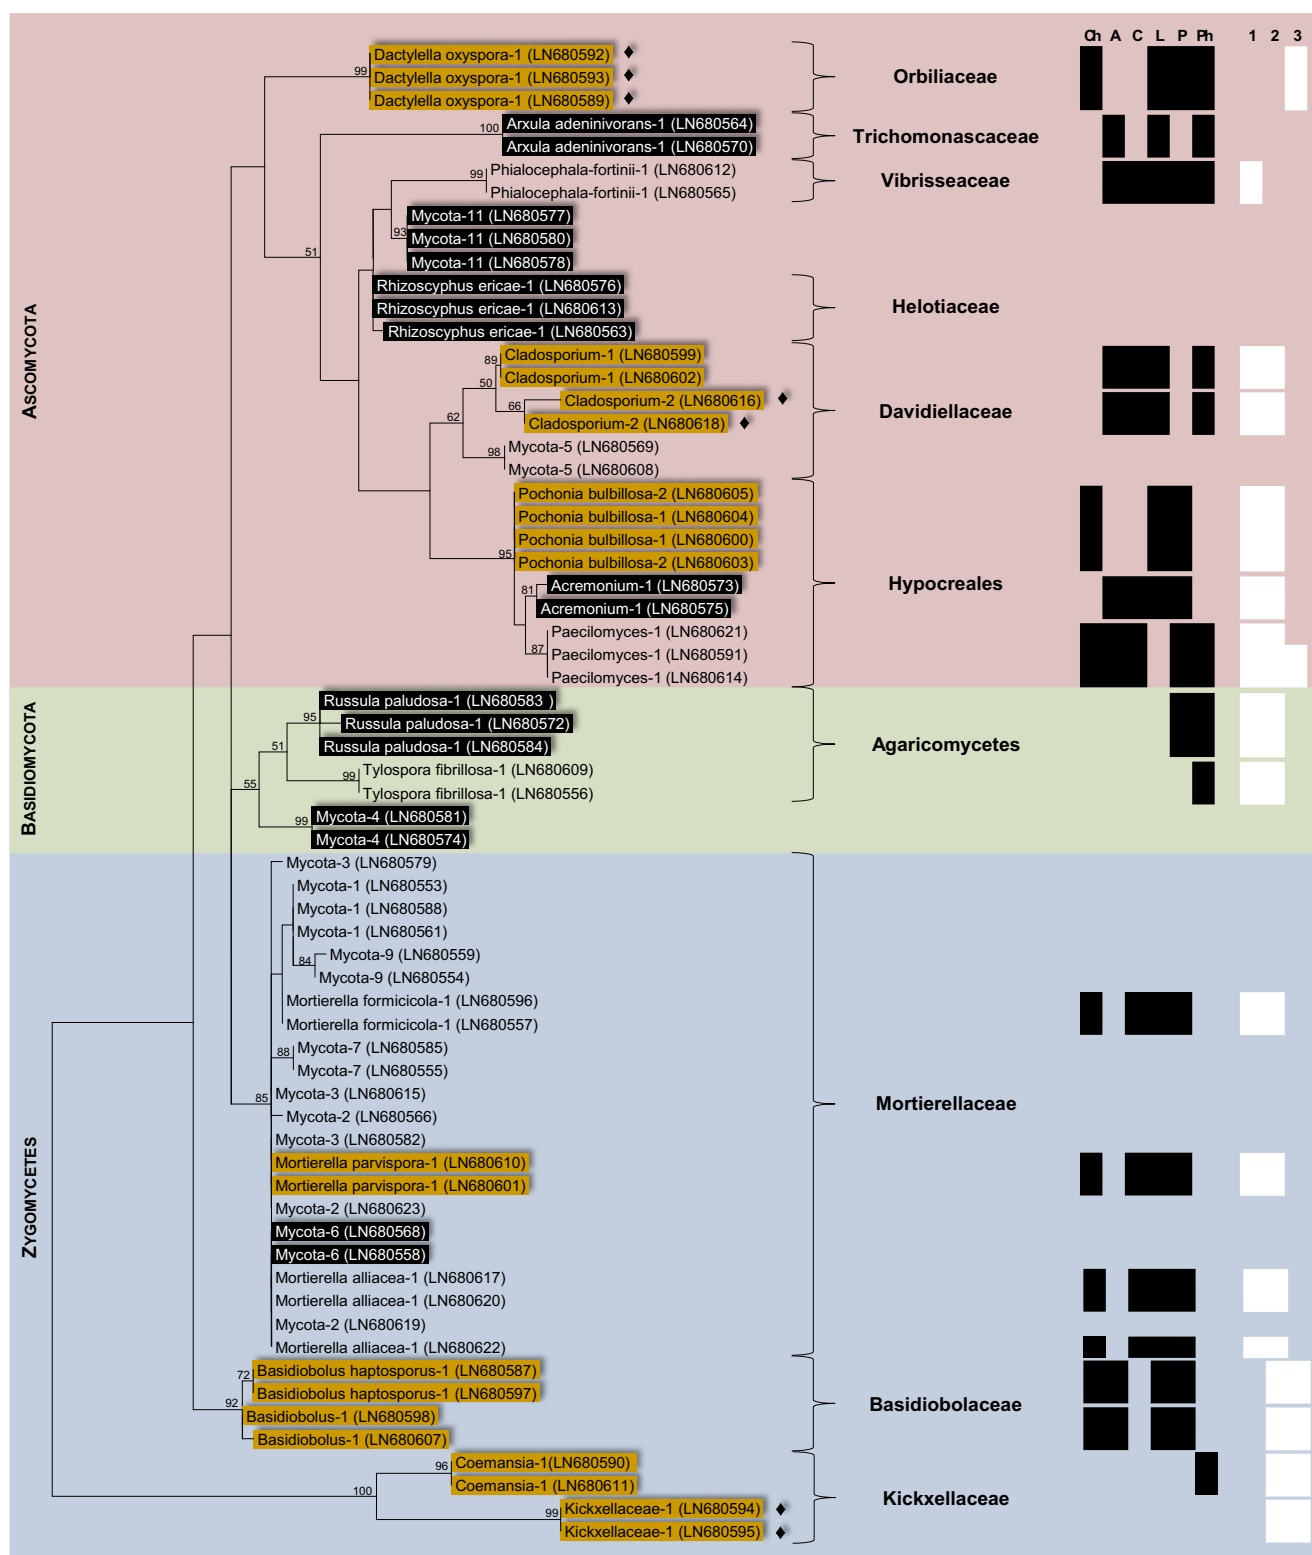 Ch A C L P Ph 1 2 3
ASCOMYCOTA
Dactylella oxyspora-1 (LN680592) ♦
99
Dactylella oxyspora-1 (LN680593) ♦
Orbiliaceae
Dactylella oxyspora-1 (LN680589) ♦
Arxula adeninivorans-1 (LN680564)
100
Trichomonascaceae
Arxula adeninivorans-1 (LN680570)
Phialocephala-fortinii-1 (LN680612)
99
Vibrisseaceae
Phialocephala-fortinii-1 (LN680565)
Mycota-11 (LN680577)
93
Mycota-11 (LN680580)
51
Mycota-11 (LN680578)
Rhizoscyphus ericae-1 (LN680576)
Rhizoscyphus ericae-1 (LN680613)
Helotiaceae
Rhizoscyphus ericae-1 (LN680563)
Cladosporium-1 (LN680599)
89
Cladosporium-1 (LN680602)
50
Cladosporium-2 (LN680616) ♦
66
Davidiellaceae
62
Cladosporium-2 (LN680618) ♦
Mycota-5 (LN680569)
98
Mycota-5 (LN680608)
Pochonia bulbillosa-2 (LN680605)
Pochonia bulbillosa-1 (LN680604)
Pochonia bulbillosa-1 (LN680600)
95
Pochonia bulbillosa-2 (LN680603)
Hypocreales
Acremonium-1 (LN680573)
81
Acremonium-1 (LN680575)
Paecilomyces-1 (LN680621)
87
Paecilomyces-1 (LN680591)
Paecilomyces-1 (LN680614)
BASIDIOMYCOTA
Russula paludosa-1 (LN680583 )
95
Russula paludosa-1 (LN680572)
51
Russula paludosa-1 (LN680584)
Agaricomycetes
Tylospora fibrillosa-1 (LN680609)
99
55
Tylospora fibrillosa-1 (LN680556)
Mycota-4 (LN680581)
99
Mycota-4 (LN680574)
ZYGOMYCETES
Mycota-3 (LN680579)
Mycota-1 (LN680553)
Mycota-1 (LN680588)
Mycota-1 (LN680561)
Mycota-9 (LN680559)
84
Mycota-9 (LN680554)
Mortierella formicicola-1 (LN680596)
Mortierella formicicola-1 (LN680557)
Mycota-7 (LN680585)
88
Mycota-7 (LN680555)
Mycota-3 (LN680615)
85
Mortierellaceae
Mycota-2 (LN680566)
Mycota-3 (LN680582)
Mortierella parvispora-1 (LN680610)
Mortierella parvispora-1 (LN680601)
Mycota-2 (LN680623)
Mycota-6 (LN680568)
Mycota-6 (LN680558)
Mortierella alliacea-1 (LN680617)
Mortierella alliacea-1 (LN680620)
Mycota-2 (LN680619)
Mortierella alliacea-1 (LN680622)
Basidiobolus haptosporus-1 (LN680587)
72
Basidiobolus haptosporus-1 (LN680597)
92
Basidiobolaceae
Basidiobolus-1 (LN680598)
Basidiobolus-1 (LN680607)
Coemansia-1(LN680590)
96
Coemansia-1 (LN680611)
100
Kickxellaceae
Kickxellaceae-1 (LN680594) ♦
99
Kickxellaceae-1 (LN680595) ♦